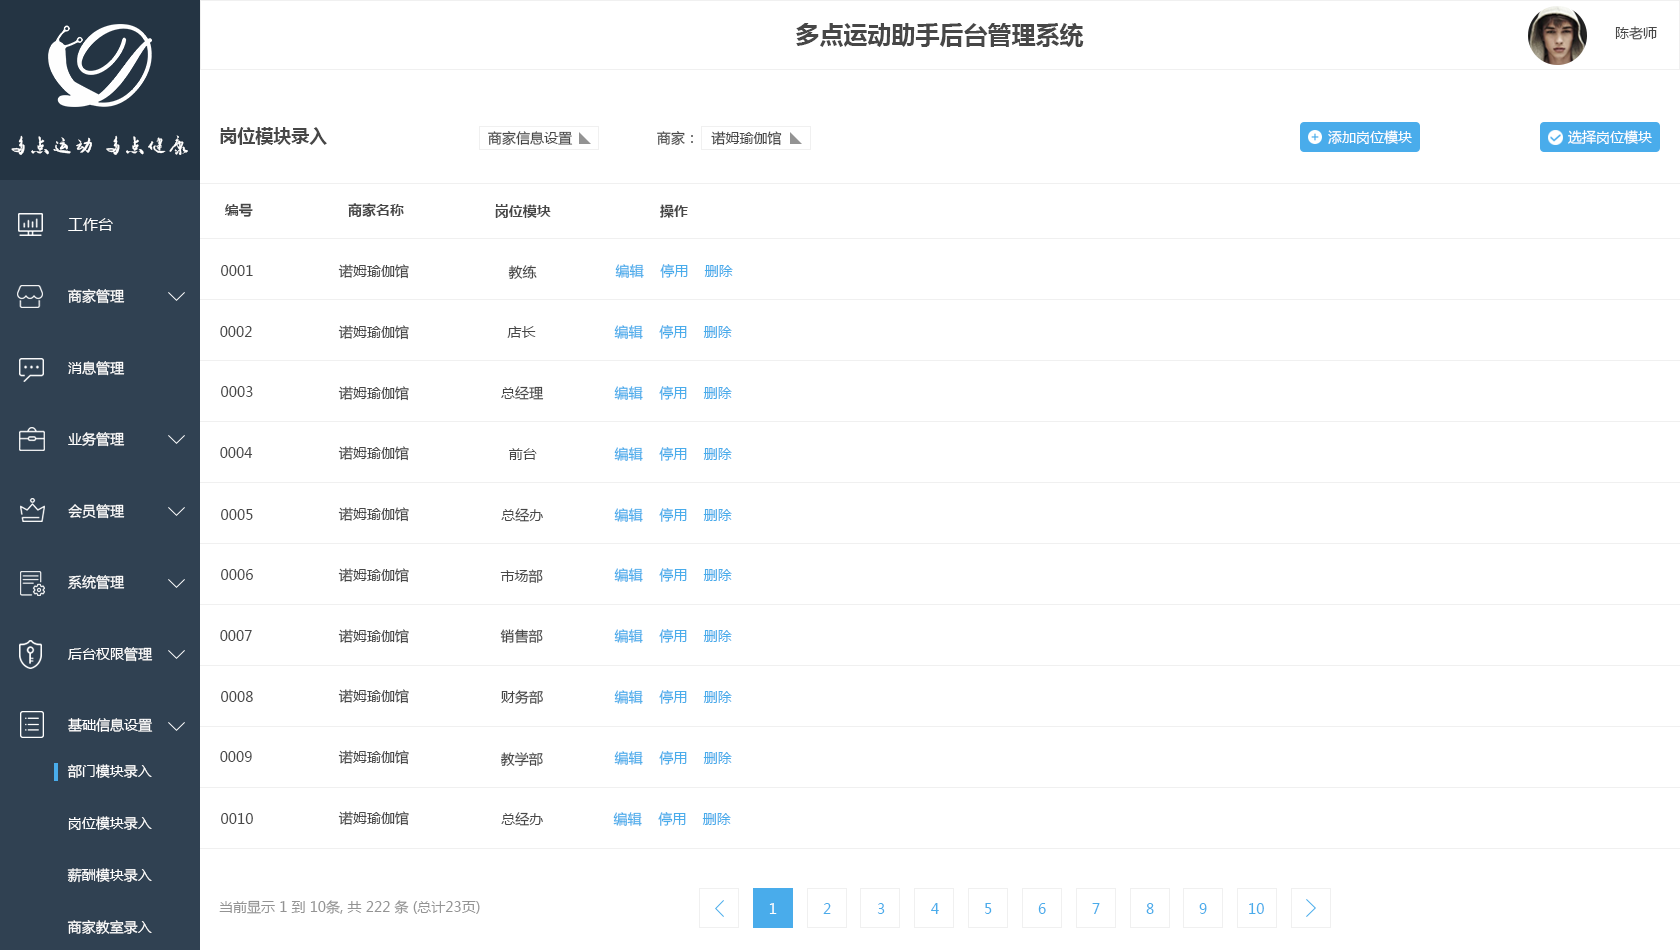 多点运动 多点健康
工作台
商家管理
消息管理
业务管理
会员管理
系统管理
后台权限管理
基础信息设置
部门模块录入
岗位模块录入
薪酬模块录入
商家教室录入
多点运动助手后台管理系统
陈老师
岗位模块录入 商家信息设置 商家： 诺姆瑜伽馆 添加岗位模块 选择岗位模块
编号 商家名称 岗位模块 操作
0001 诺姆瑜伽馆 教练 编辑 停用 删除
0002 诺姆瑜伽馆 店长 编辑 停用 删除
0003 诺姆瑜伽馆 总经理 编辑 停用 删除
0004 诺姆瑜伽馆 前台 编辑 停用 删除
0005 诺姆瑜伽馆 总经办 编辑 停用 删除
0006 诺姆瑜伽馆 市场部 编辑 停用 删除
0007 诺姆瑜伽馆 销售部 编辑 停用 删除
0008 诺姆瑜伽馆 财务部 编辑 停用 删除
0009 诺姆瑜伽馆 教学部 编辑 停用 删除
0010 诺姆瑜伽馆 总经办 编辑 停用 删除
当前显示 1 到 10条, 共 222 条 (总计23页) 1 2 3 4 5 6 7 8 9 10